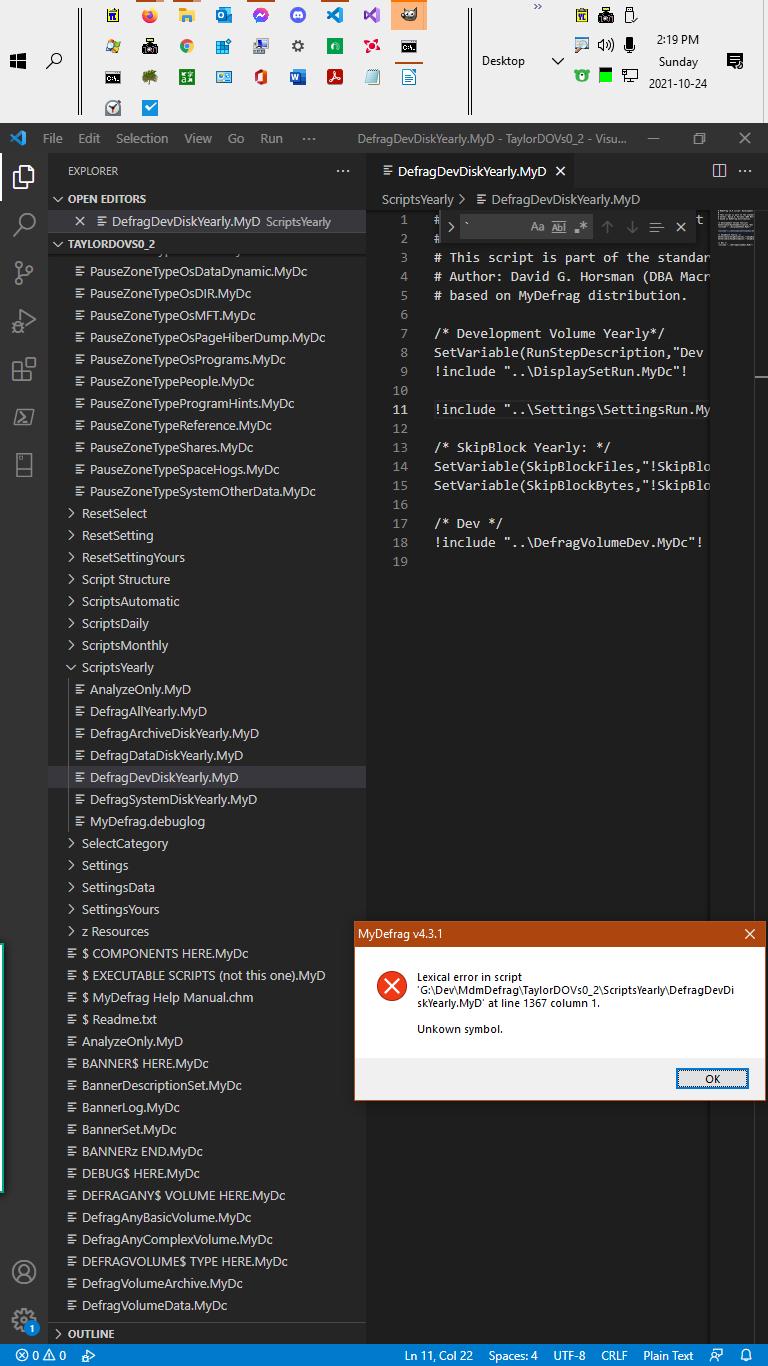 Desktop
2:19 PM
Sunday
2021-10-24
File Edit Selection View Go Run ··· DefragDevDiskYearly.MyD - TaylorDOVs0_2 - Visu...
EXPLORER
OPEN EDITORS
DefragDevDiskYearly.MyD ScriptsYearly
TAYLORDOVS0_2
PauseZoneTypeOsDataDynamic.MyDc
PauseZoneTypeOsDIR.MyDc
PauseZoneTypeOsMFT.MyDc
PauseZoneTypeOsPageHiberDump.MyDc
PauseZoneTypeOsPrograms.MyDc
PauseZoneTypePeople.MyDc
PauseZoneTypeProgramHints.MyDc
PauseZoneTypeReference.MyDc
PauseZoneTypeShares.MyDc
PauseZoneTypeSpaceHogs.MyDc
PauseZoneTypeSystemOtherData.MyDc
ResetSelect
ResetSetting
ResetSettingYours
Script Structure
ScriptsAutomatic
ScriptsDaily
ScriptsMonthly
ScriptsYearly
AnalyzeOnly.MyD
DefragAllYearly.MyD
DefragArchiveDiskYearly.MyD
DefragDataDiskYearly.MyD
DefragDevDiskYearly.MyD
DefragSystemDiskYearly.MyD
MyDefrag.debuglog
SelectCategory
Settings
SettingsData
SettingsYours
z Resources
$ COMPONENTS HERE.MyDc
$ EXECUTABLE SCRIPTS (not this one).MyD
$ MyDefrag Help Manual.chm
$ Readme.txt
AnalyzeOnly.MyD
BANNER$ HERE.MyDc
BannerDescriptionSet.MyDc
BannerLog.MyDc
BannerSet.MyDc
BANNERz END.MyDc
DEBUG$ HERE.MyDc
DEFRAGANY$ VOLUME HERE.MyDc
DefragAnyBasicVolume.MyDc
DefragAnyComplexVolume.MyDc
DEFRAGVOLUME$ TYPE HERE.MyDc
DefragVolumeArchive.MyDc
DefragVolumeData.MyDc
OUTLINE
DefragDevDiskYearly.MyD
ScriptsYearly > DefragDevDiskYearly.MyD
` Aa Abl .*
1 # t
2 #
3 # This script is part of the standar
4 # Author: David G. Horsman (DBA Macr
5 # based on MyDefrag distribution.
6
7 /* Development Volume Yearly*/
8 SetVariable(RunStepDescription,"Dev
9 !include "..\DisplaySetRun.MyDc"!
10
11 !include "..\Settings\SettingsRun.My
12
13 /* SkipBlock Yearly: */
14 SetVariable(SkipBlockFiles,"!SkipBlo
15 SetVariable(SkipBlockBytes,"!SkipBlo
16
17 /* Dev */
18 !include "..\DefragVolumeDev.MyDc"!
19
MyDefrag v4.3.1
Lexical error in script
'G:\Dev\MdmDefrag\TaylorDOVs0_2\ScriptsYearly\DefragDevDi
skYearly.MyD' at line 1367 column 1.
Unkown symbol.
OK
1
0 0 Ln 11, Col 22 Spaces: 4 UTF-8 CRLF Plain Text